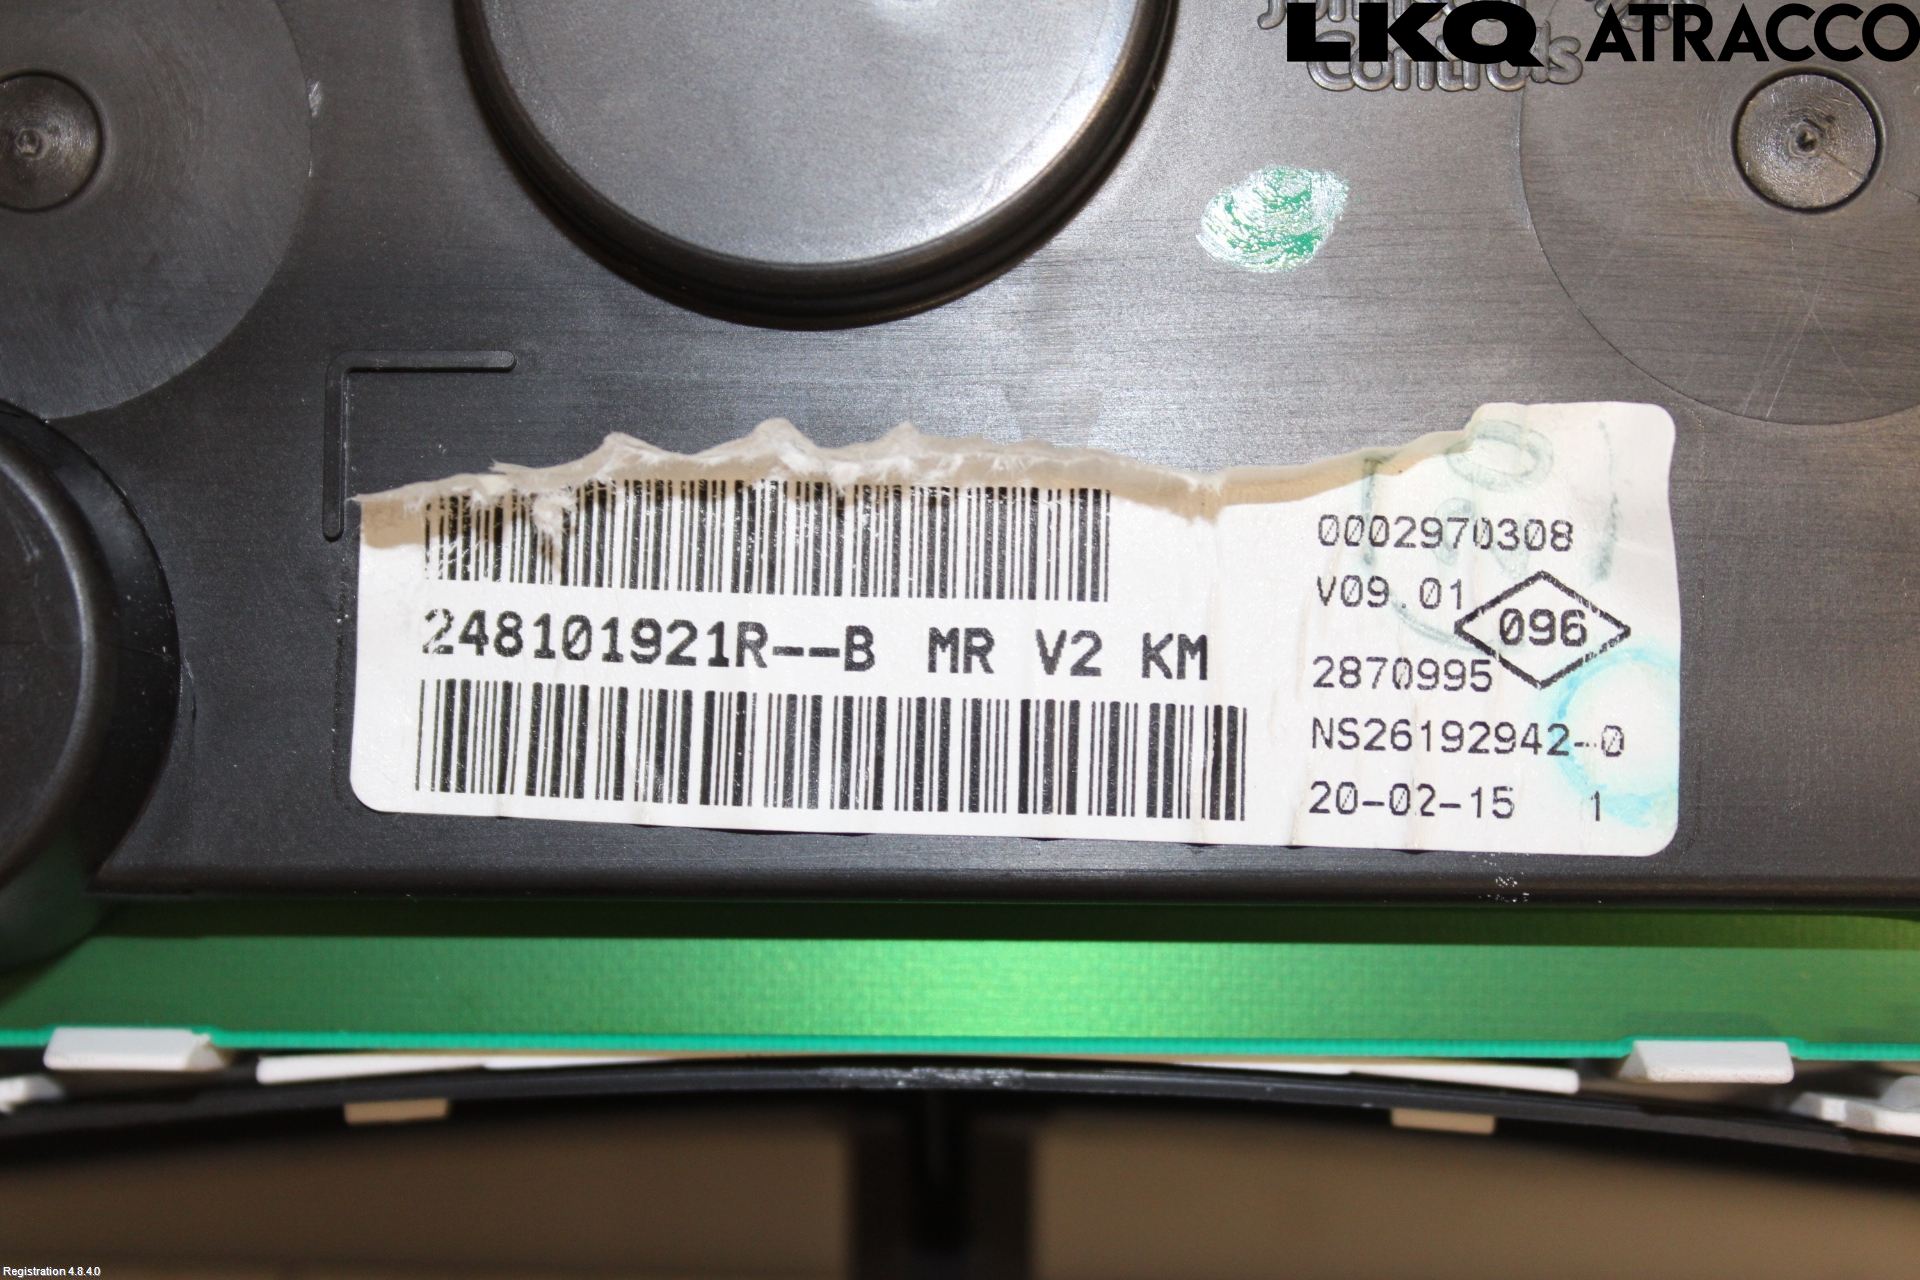 LKQ ATRACCO
Controls
0002970308
V09.01
096
248101921R--B MR V2 KM
2870995
NS26192942-0
20-02-15 1
Registration 4.8.4.0